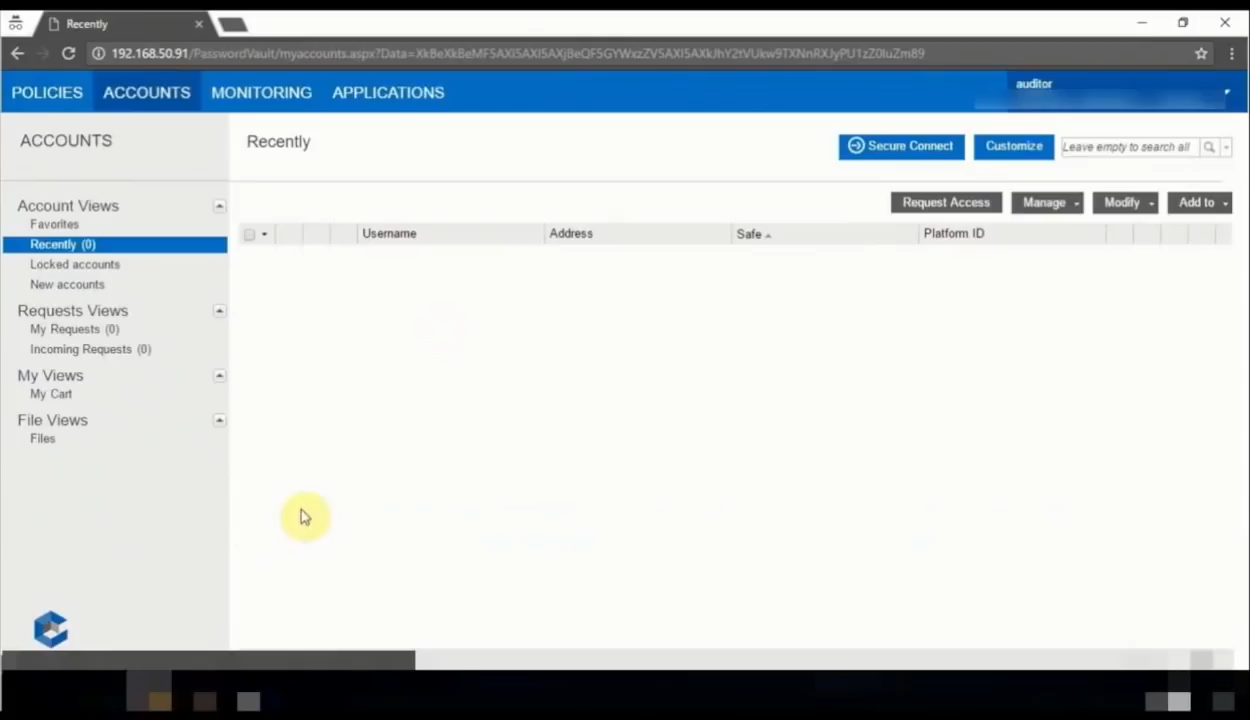 Recently
192.168.50.91/PasswordVault/myaccounts.aspx?Data=
POLICIES ACCOUNTS MONITORING APPLICATIONS
auditor
ACCOUNTS
Recently
Secure Connect
Customize
Leave empty to search all
Request Access
Manage
Modify
Add to
Account Views
Favorites
Recently (0)
Locked accounts
New accounts
Requests Views
My Requests (0)
Incoming Requests (0)
My Views
My Cart
File Views
Files
Username Address Safe Platform ID